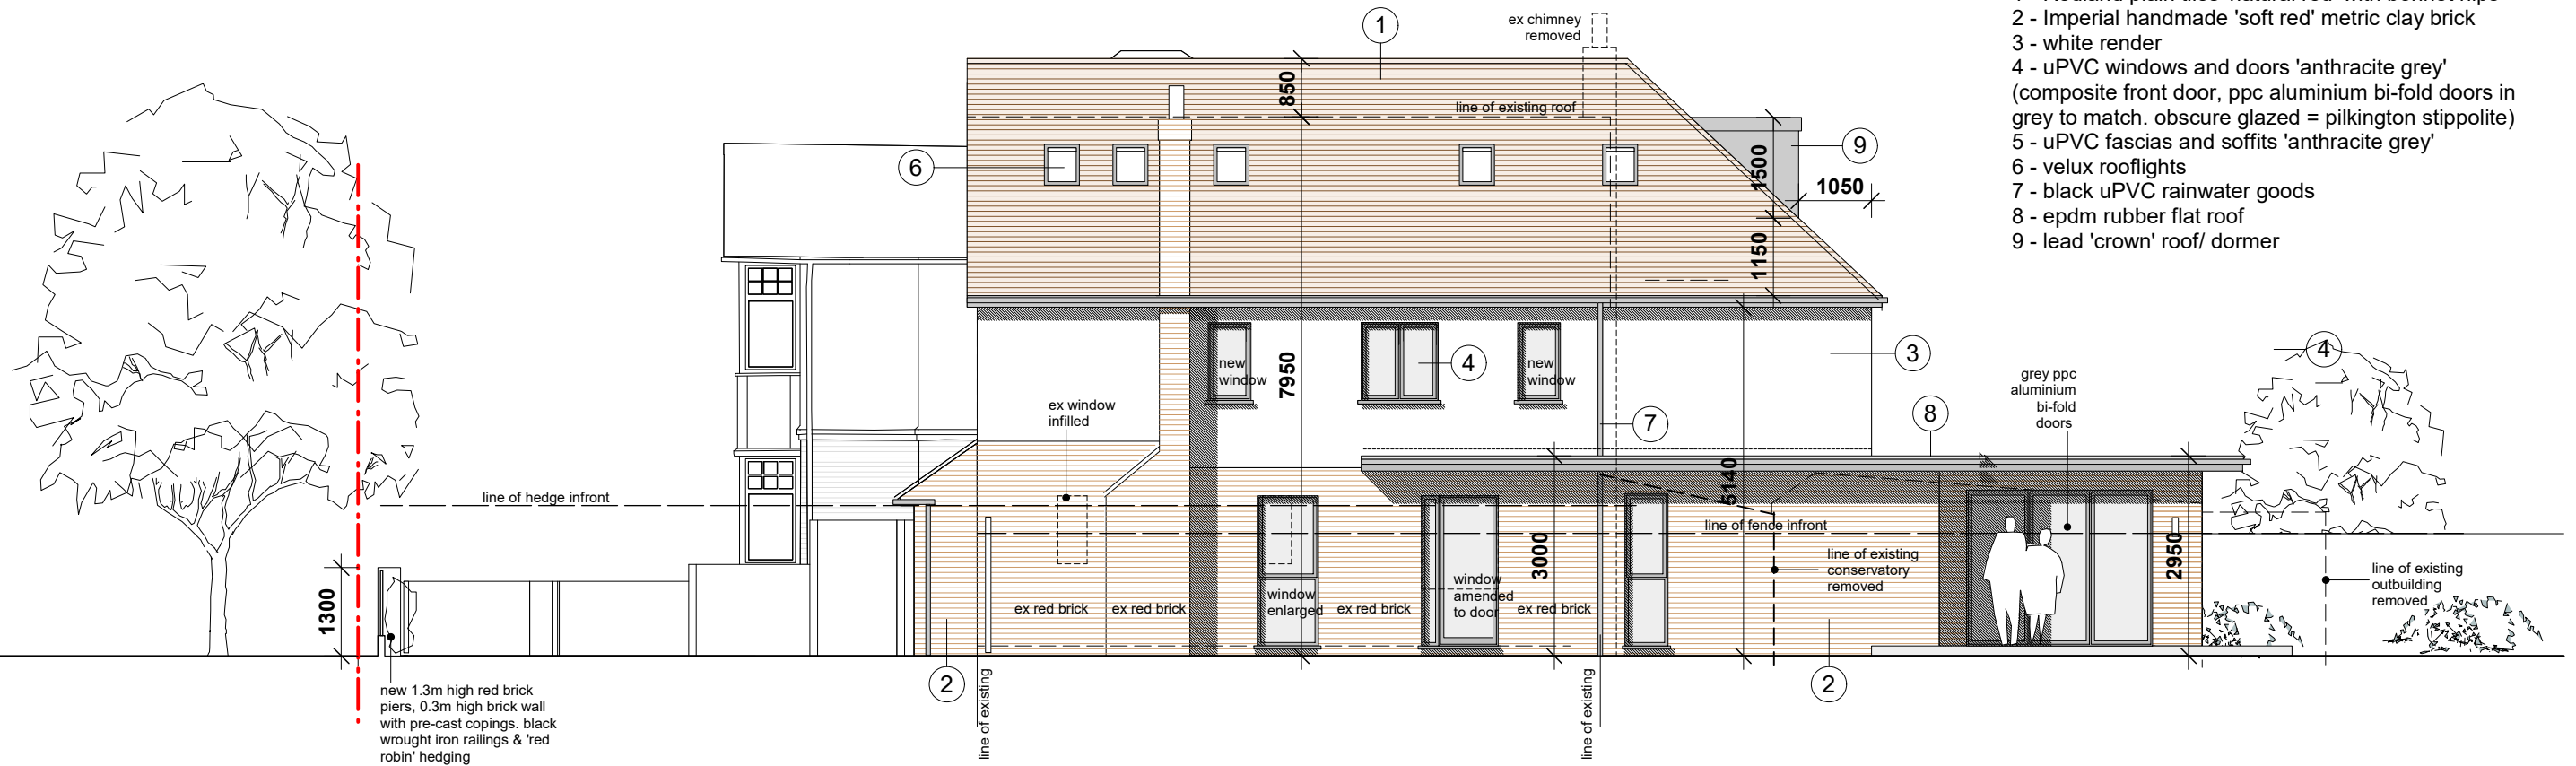 2 - Imperial handmade 'soft red' metric clay brick
3 - white render
4 - uPVC windows and doors 'anthracite grey'
(composite front door, ppc aluminium bi-fold doors in
grey to match. obscure glazed = pilkington stippolite)
5 - uPVC fascias and soffits 'anthracite grey'
6 - velux rooflights
7 - black uPVC rainwater goods
8 - epdm rubber flat roof
9 - lead 'crown' roof/ dormer
1
ex chimney
removed
850
line of existing roof
6
9
1500
1050
1150
new
window
7950
4
new
window
3
4
grey ppc
aluminium
bi-fold
doors
ex window
infilled
7
8
line of hedge infront
5140
line of fence infront
1300
3000
2950
line of existing
conservatory
removed
line of existing
outbuilding
removed
ex red brick
ex red brick
window
enlarged
ex red brick
window
amended
to door
ex red brick
2
2
line of existing
line of existing
new 1.3m high red brick
piers, 0.3m high brick wall
with pre-cast copings. black
wrought iron railings & 'red
robin' hedging